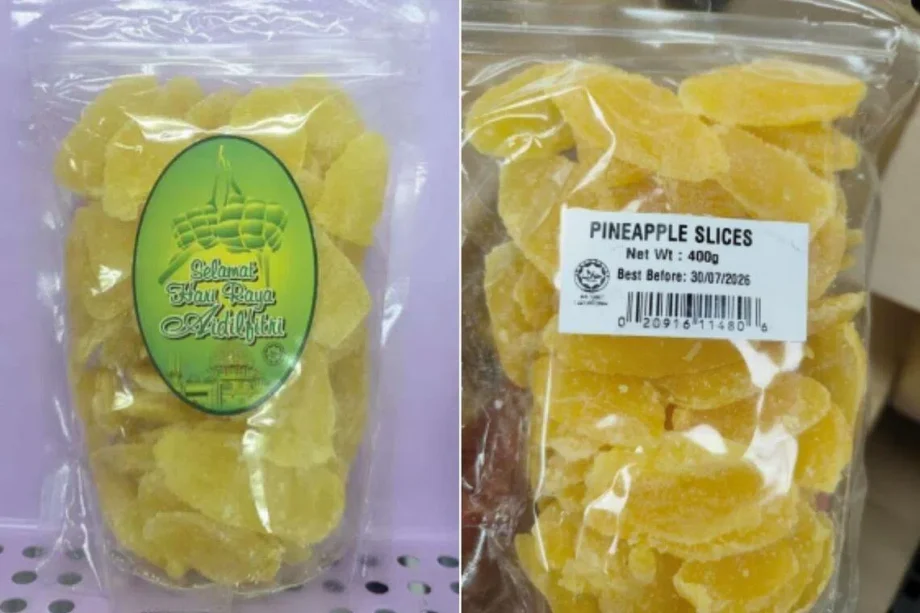 Selamat
Hari Raya
Aidilfitri
PINEAPPLE SLICES
Net Wt : 400g
Best Before: 30/07/2026
0 20916 11480 6